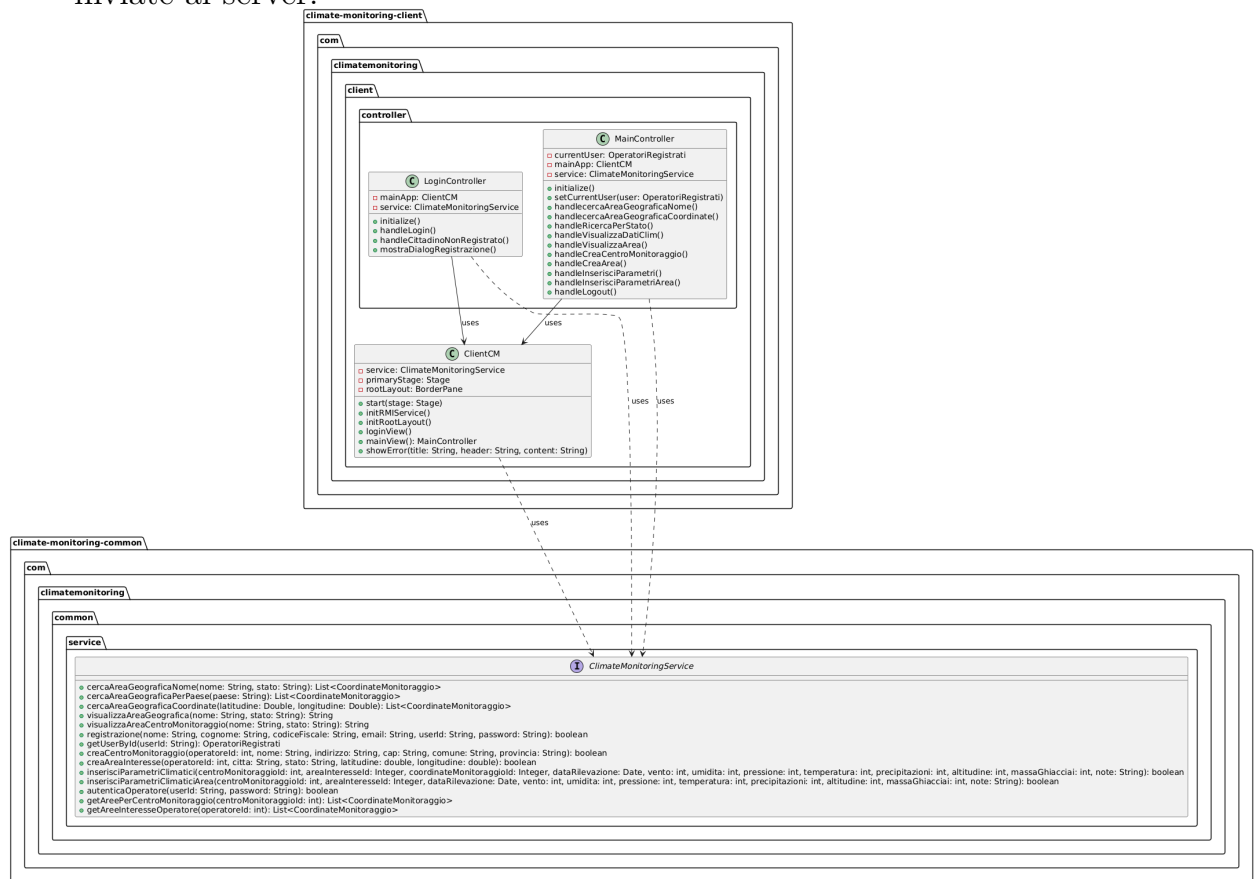 inviate al server.
climate-monitoring-client
com
climatemonitoring
client
controller
MainController
currentUser: OperatoriRegistrati
mainApp: ClientCM
service: ClimateMonitoringService
initialize()
setCurrentUser(user: OperatoriRegistrati)
handlecercaAreaGeograficaNome()
handlecercaAreaGeograficaCoordinate()
handleRicercaPerStato()
handleVisualizzaDatiClim()
handleVisualizzaArea()
handleCreaCentroMonitoraggio()
handleCreaArea()
handleInserisciParametri()
handleInserisciParametriArea()
handleLogout()
LoginController
mainApp: ClientCM
service: ClimateMonitoringService
initialize()
handleLogin()
handleCittadinoNonRegistrato()
mostraDialogRegistrazione()
uses
uses
ClientCM
service: ClimateMonitoringService
primaryStage: Stage
rootLayout: BorderPane
start(stage: Stage)
initRMIService()
initRootLayout()
loginView()
mainView(): MainController
showError(title: String, header: String, content: String)
uses
uses
uses
climate-monitoring-common
com
climatemonitoring
common
service
ClimateMonitoringService
cercaAreaGeograficaNome(nome: String, stato: String): List<CoordinateMonitoraggio>
cercaAreaGeograficaPerPaese(paese: String): List<CoordinateMonitoraggio>
cercaAreaGeograficaCoordinate(latitudine: Double, longitudine: Double): List<CoordinateMonitoraggio>
visualizzaAreaGeografica(nome: String, stato: String): String
visualizzaAreaCentroMonitoraggio(nome: String, stato: String): String
registrazione(nome: String, cognome: String, codiceFiscale: String, email: String, userId: String, password: String): boolean
getUserById(userId: String): OperatoriRegistrati
creaCentroMonitoraggio(operatoreId: int, nome: String, indirizzo: String, cap: String, comune: String, provincia: String): boolean
creaAreaInteresse(operatoreId: int, citta: String, stato: String, latitudine: double, longitudine: double): boolean
inserisciParametriClimatici(centroMonitoraggioId: int, areaInteresseId: Integer, coordinateMonitoraggioId: Integer, dataRilevazione: Date, vento: int, umidita: int, pressione: int, temperatura: int, precipitazioni: int, altitudine: int, massaGhiacciai: int, note: String): boolean
inserisciParametriClimaticiArea(centroMonitoraggioId: int, areaInteresseId: Integer, dataRilevazione: Date, vento: int, umidita: int, pressione: int, temperatura: int, precipitazioni: int, altitudine: int, massaGhiacciai: int, note: String): boolean
autenticaOperatore(userId: String, password: String): boolean
getAreePerCentroMonitoraggio(centroMonitoraggioId: int): List<CoordinateMonitoraggio>
getAreeInteresseOperatore(operatoreId: int): List<CoordinateMonitoraggio>